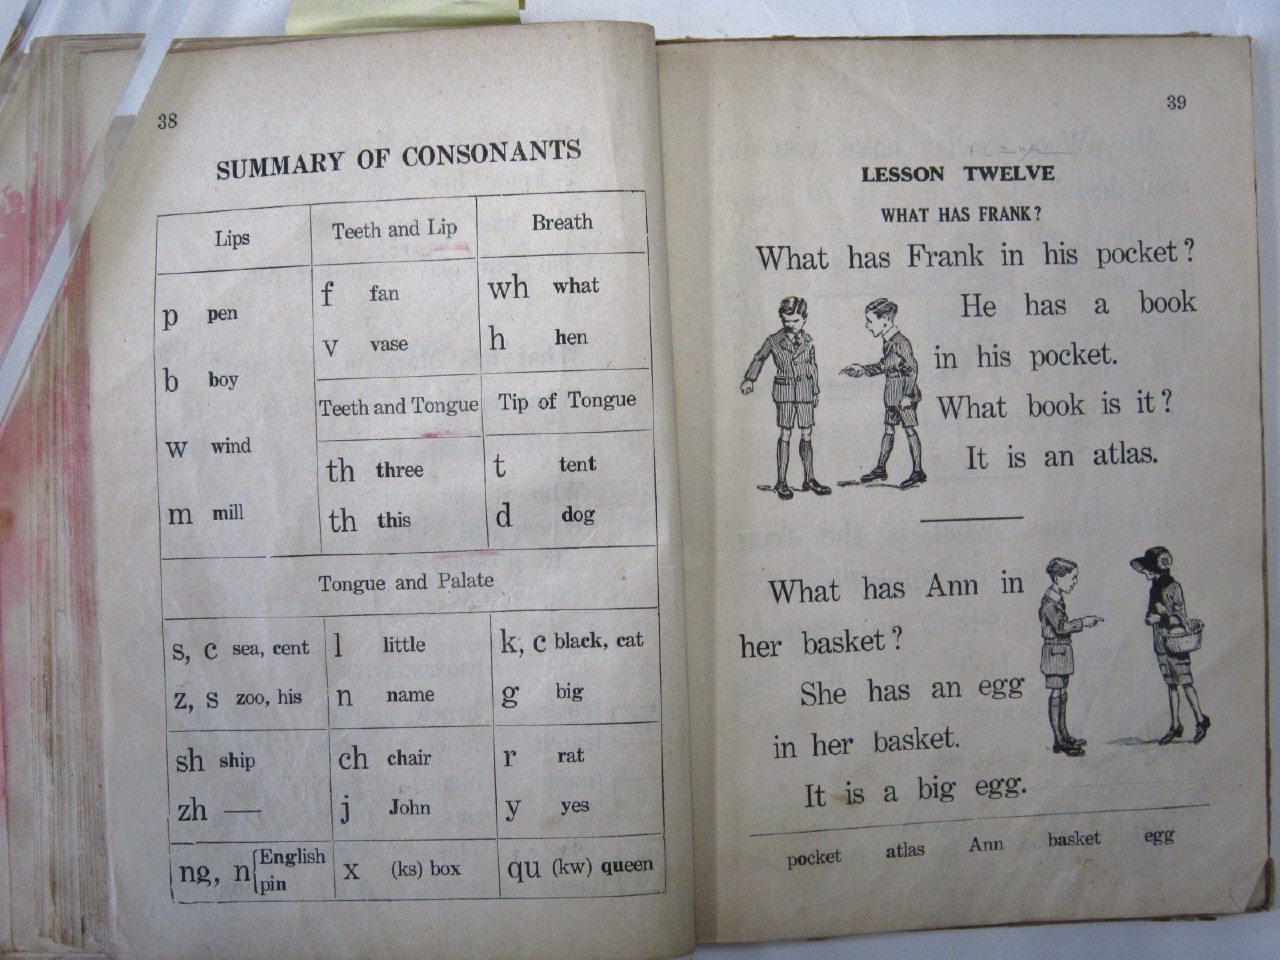 38
SUMMARY OF CONSONANTS
Lips
Teeth and Lip
Breath
p pen
b boy
w wind
m mill
f fan
v vase
wh what
h hen
Teeth and Tongue
Tip of Tongue
th three
th this
t tent
d dog
Tongue and Palate
s, c sea, cent
l little
k, c black, cat
z, s zoo, his
n name
g big
sh ship
ch chair
r rat
zh —
j John
y yes
ng, n { English
pin
x (ks) box
qu (kw) queen
39
LESSON TWELVE
WHAT HAS FRANK?
What has Frank in his pocket?
He has a book
in his pocket.
What book is it?
It is an atlas.
What has Ann in
her basket?
She has an egg
in her basket.
It is a big egg.
pocket atlas Ann basket egg